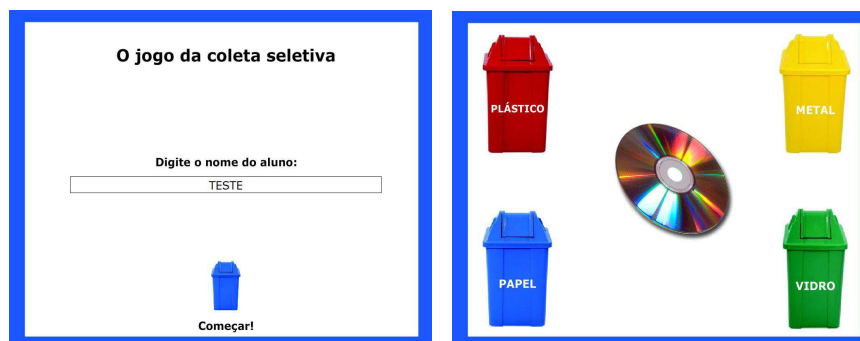 O jogo da coleta seletiva
Digite o nome do aluno:
TESTE
Começar!
PLÁSTICO
METAL
PAPEL
VIDRO